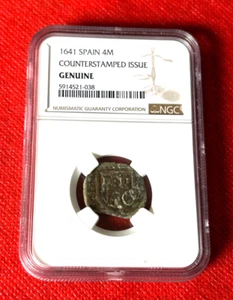 1641 SPAIN 4M
COUNTERSTAMPED ISSUE
GENUINE
5914521-038
NUMISMATIC GUARANTY CORPORATION
NGC